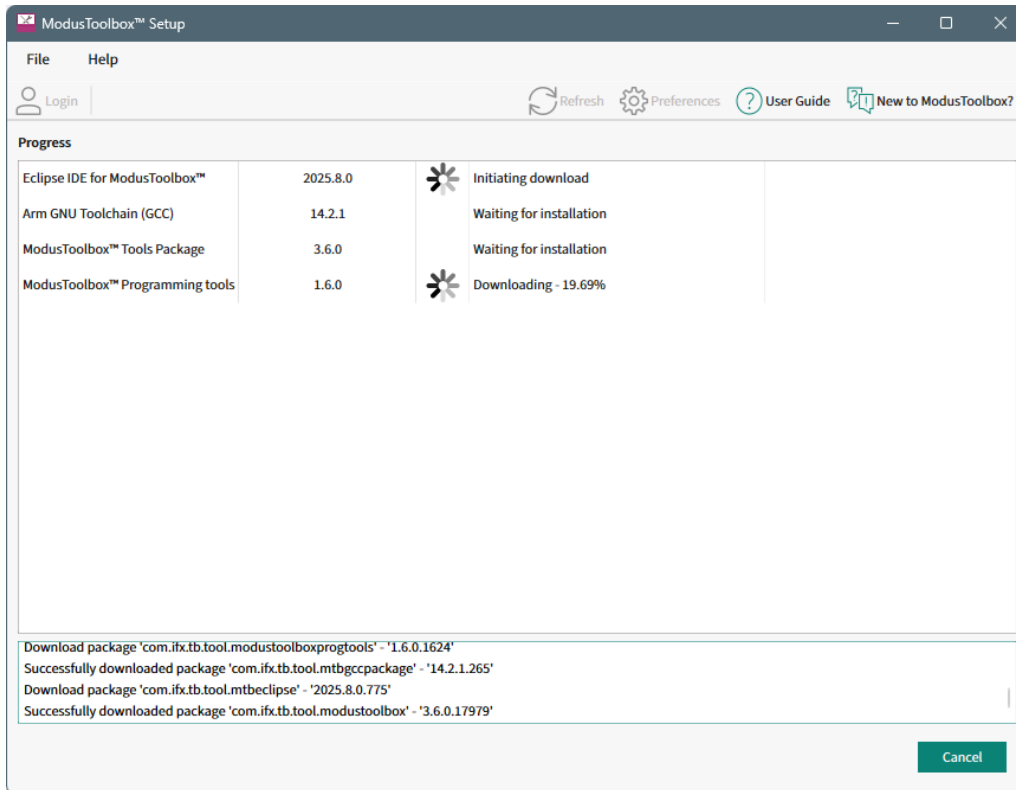 ModusToolbox™ Setup
File Help
Login Refresh Preferences User Guide New to ModusToolbox?
Progress
Eclipse IDE for ModusToolbox™ 2025.8.0 Initiating download
Arm GNU Toolchain (GCC) 14.2.1 Waiting for installation
ModusToolbox™ Tools Package 3.6.0 Waiting for installation
ModusToolbox™ Programming tools 1.6.0 Downloading - 19.69%
Download package 'com.ifx.tb.tool.modustoolboxprogtools' - '1.6.0.1624'
Successfully downloaded package 'com.ifx.tb.tool.mtbgccpackage' - '14.2.1.265'
Download package 'com.ifx.tb.tool.mtbeclipse' - '2025.8.0.775'
Successfully downloaded package 'com.ifx.tb.tool.modustoolbox' - '3.6.0.17979'
Cancel